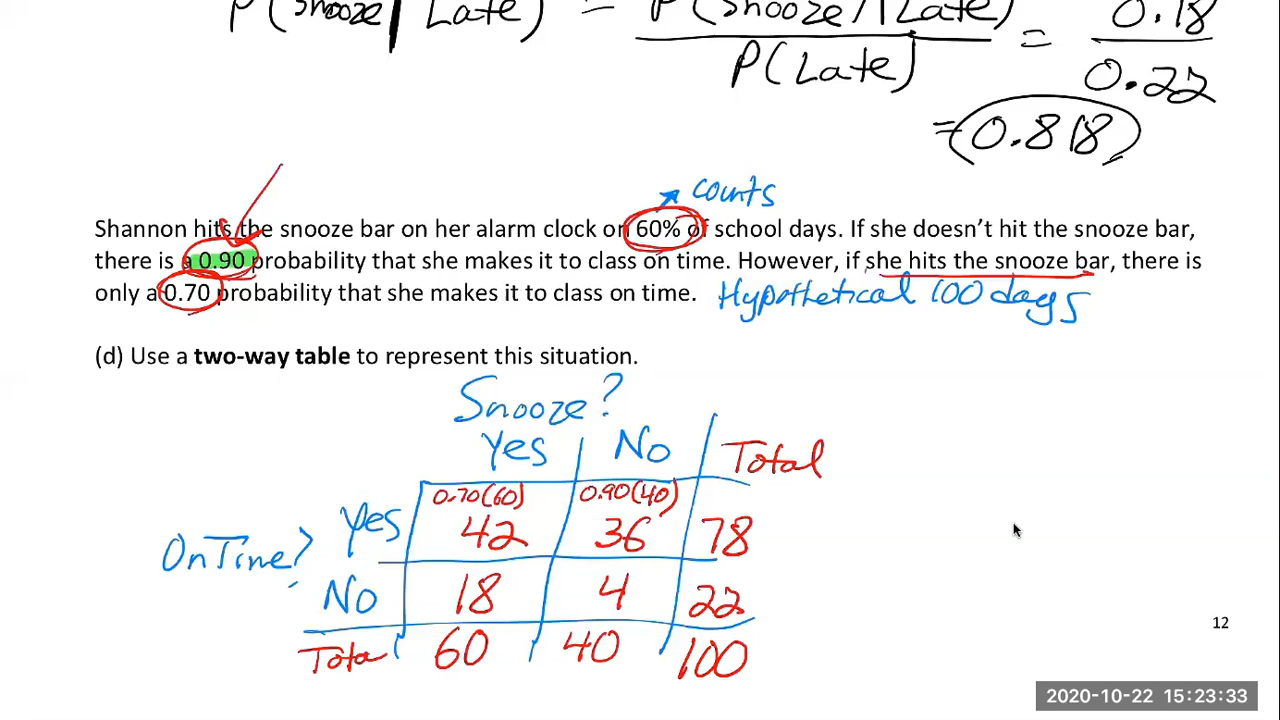 P(Snooze | Late) = P(Snooze ∩ Late) / P(Late) = 0.18 / 0.22
= 0.818
counts
Shannon hits the snooze bar on her alarm clock on 60% of school days. If she doesn’t hit the snooze bar,
there is a 0.90 probability that she makes it to class on time. However, if she hits the snooze bar, there is
only a 0.70 probability that she makes it to class on time. Hypothetical 100 days
(d) Use a two-way table to represent this situation.
Snooze?
Yes No Total
0.70(60) 0.90(40)
OnTime? Yes 42 36 78
No 18 4 22
Total 60 40 100
12
2020-10-22 15:23:33